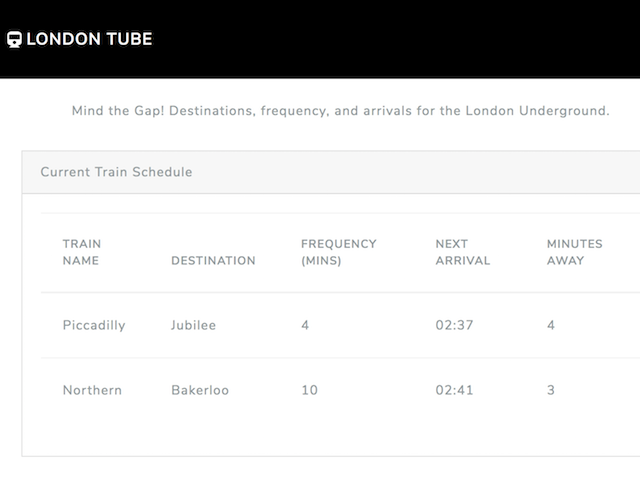 LONDON TUBE
Mind the Gap! Destinations, frequency, and arrivals for the London Underground.
Current Train Schedule
TRAIN NAME DESTINATION FREQUENCY (MINS) NEXT ARRIVAL MINUTES AWAY
Piccadilly Jubilee 4 02:37 4
Northern Bakerloo 10 02:41 3